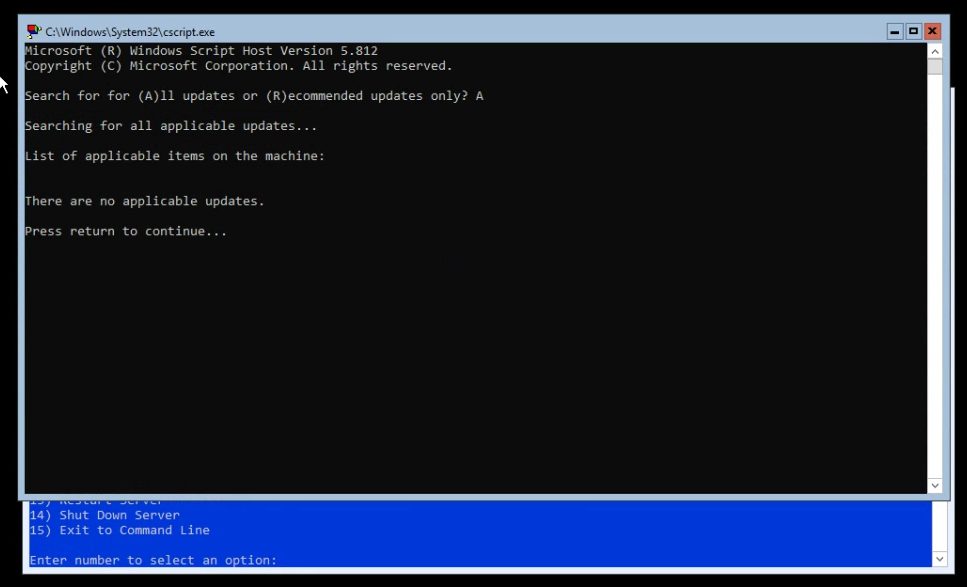 C:\Windows\System32\cscript.exe
Microsoft (R) Windows Script Host Version 5.812
Copyright (C) Microsoft Corporation. All rights reserved.
Search for for (A)ll updates or (R)ecommended updates only? A
Searching for all applicable updates...
List of applicable items on the machine:
There are no applicable updates.
Press return to continue...
13) Restart Server
14) Shut Down Server
15) Exit to Command Line
Enter number to select an option: